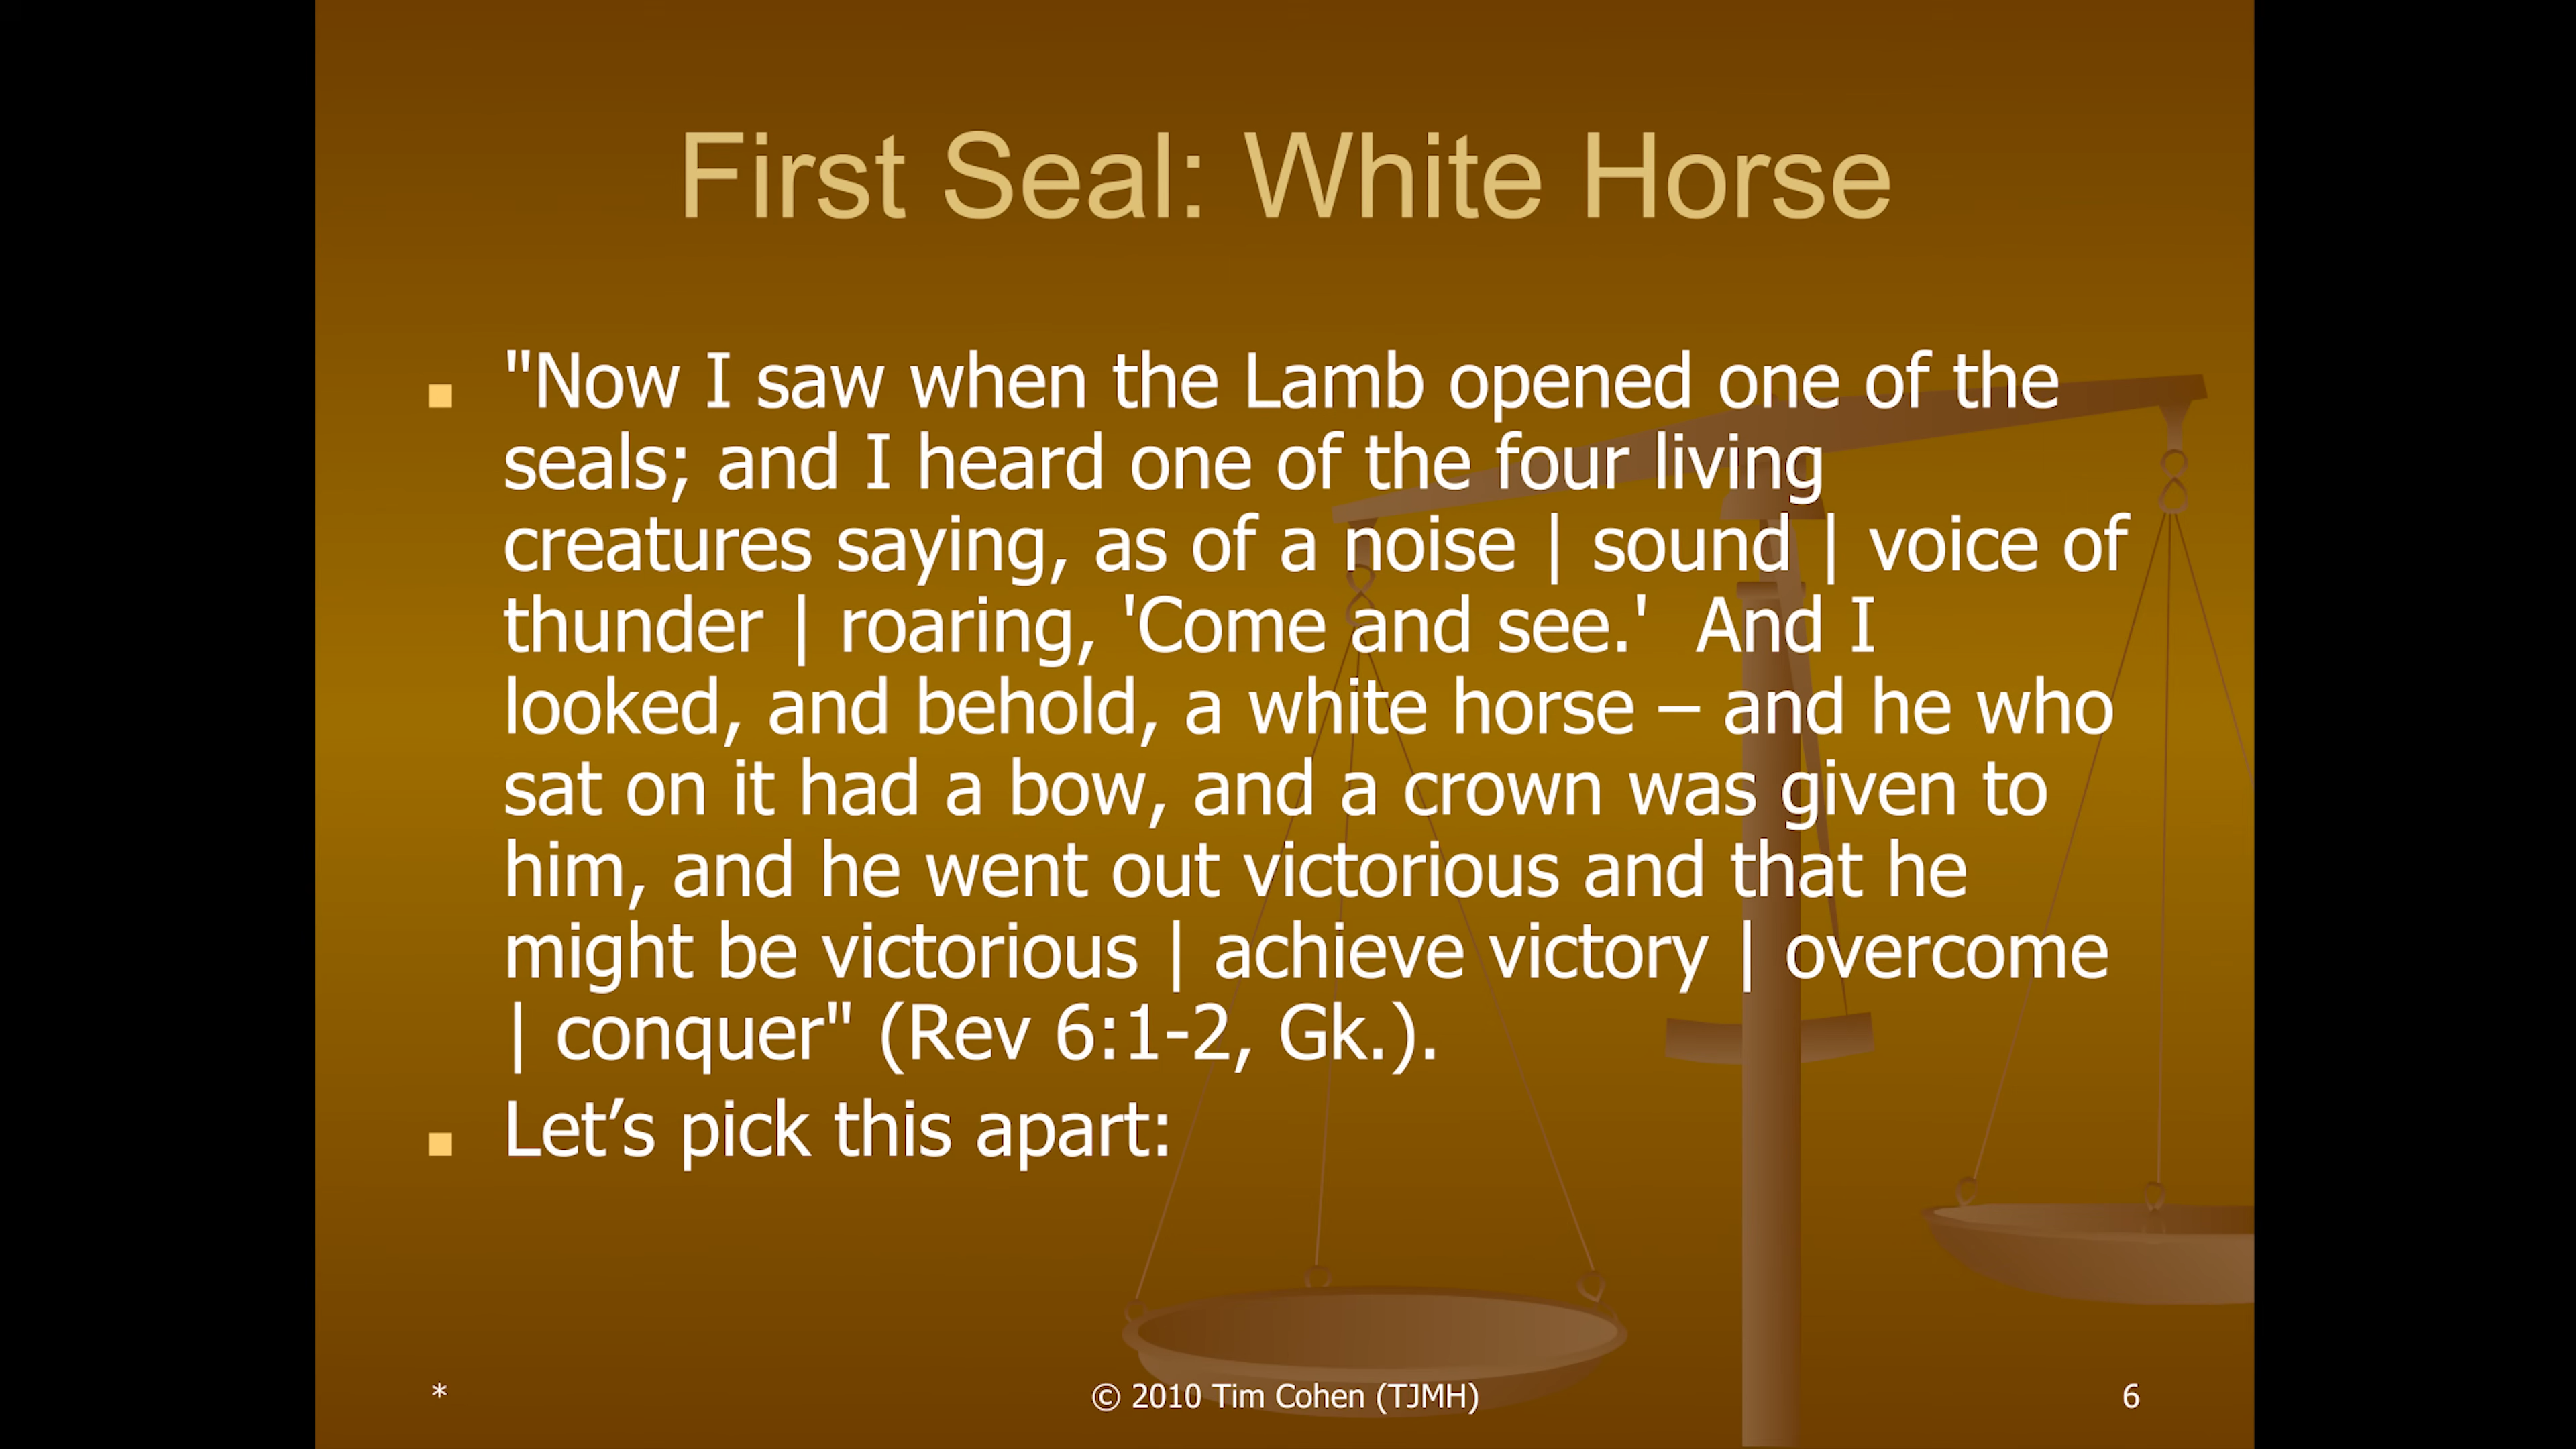 First Seal: White Horse
"Now I saw when the Lamb opened one of the
seals; and I heard one of the four living
creatures saying, as of a noise | sound | voice of
thunder | roaring, 'Come and see.'  And I
looked, and behold, a white horse – and he who
sat on it had a bow, and a crown was given to
him, and he went out victorious and that he
might be victorious | achieve victory | overcome
| conquer" (Rev 6:1-2, Gk.).
Let’s pick this apart:
* © 2010 Tim Cohen (TJMH) 6